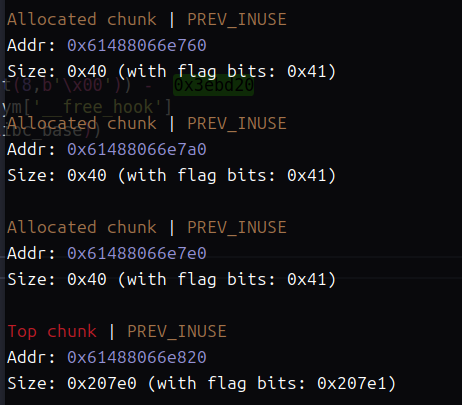 Allocated chunk | PREV_INUSE
Addr: 0x61488066e760
Size: 0x40 (with flag bits: 0x41)
t(8,b'\x00')) - 0x3ebd20
ym['__free_hook']
Allocated chunk | PREV_INUSE
ibc_base))
Addr: 0x61488066e7a0
Size: 0x40 (with flag bits: 0x41)
Allocated chunk | PREV_INUSE
Addr: 0x61488066e7e0
Size: 0x40 (with flag bits: 0x41)
Top chunk | PREV_INUSE
Addr: 0x61488066e820
Size: 0x207e0 (with flag bits: 0x207e1)